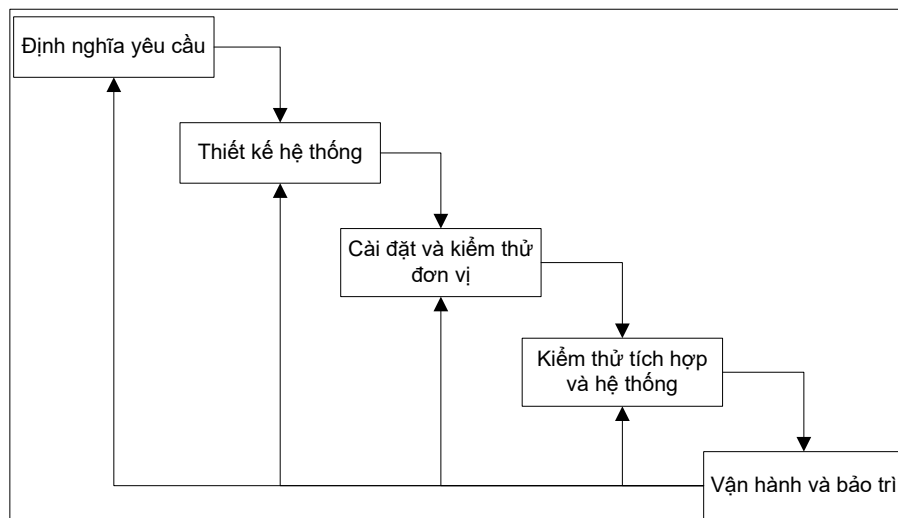 Định nghĩa yêu cầu
Thiết kế hệ thống
Cài đặt và kiểm thử
đơn vị
Kiểm thử tích hợp
và hệ thống
Vận hành và bảo trì